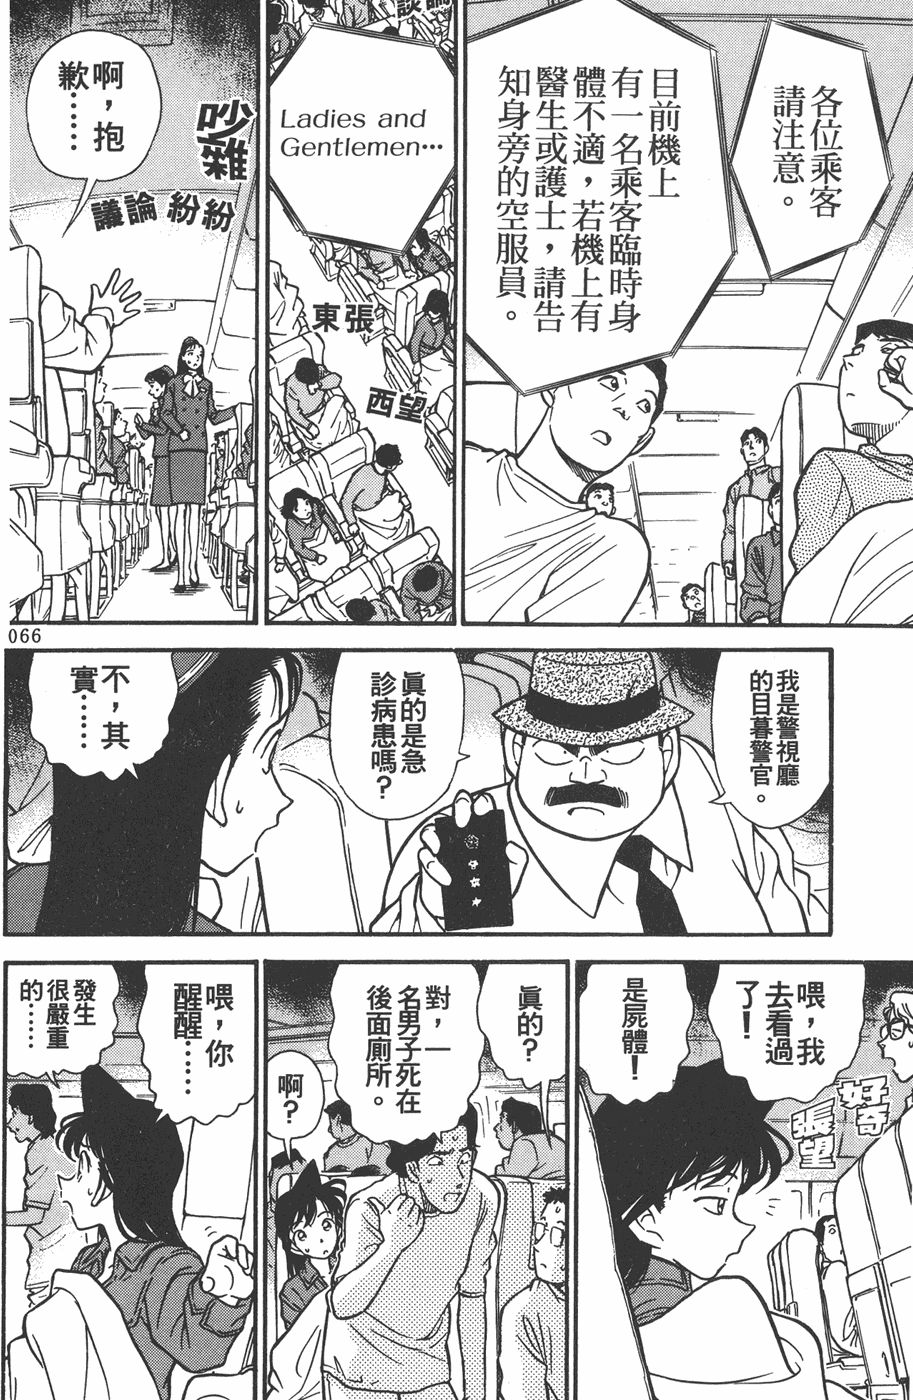 各位乘客
請注意。
目前機上
有一名乘客臨時身
體不適，若機上有
醫生或護士，請告
知身旁的空服員。
談論
Ladies and
Gentlemen…
東張
西望
啊，抱
歉……
吵雜
議論紛紛
066
我是警視廳
的目暮警官。
眞的是急
診病患嗎？
不，其
實……
喂，我
去看過
了！
是屍體！
好奇
張望
眞的？
對，一
名男子死在
後面廁所。
啊？
喂，你
醒醒……
發生
很嚴重
的……